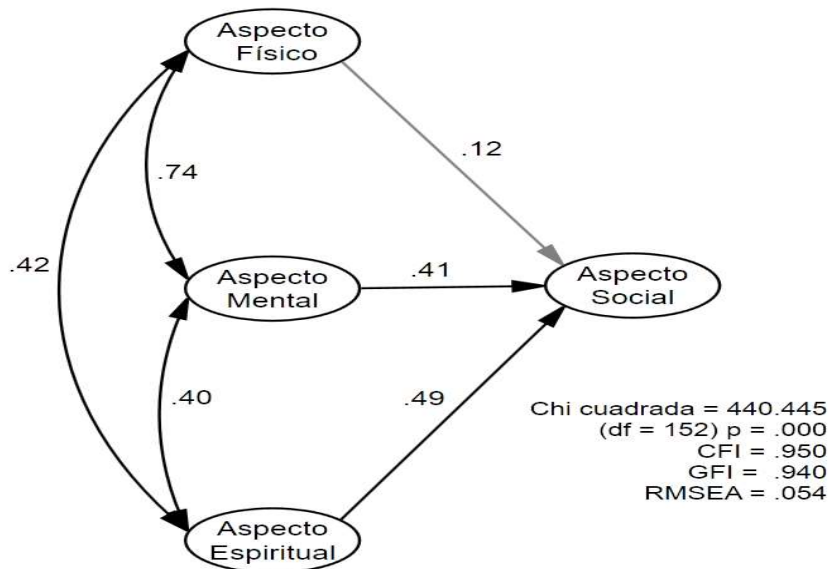 Aspecto
Físico
.12
.74
.42
Aspecto
Mental
.41
Aspecto
Social
.40
.49
Chi cuadrada = 440.445
(df = 152) p = .000
CFI = .950
GFI = .940
RMSEA = .054
Aspecto
Espiritual